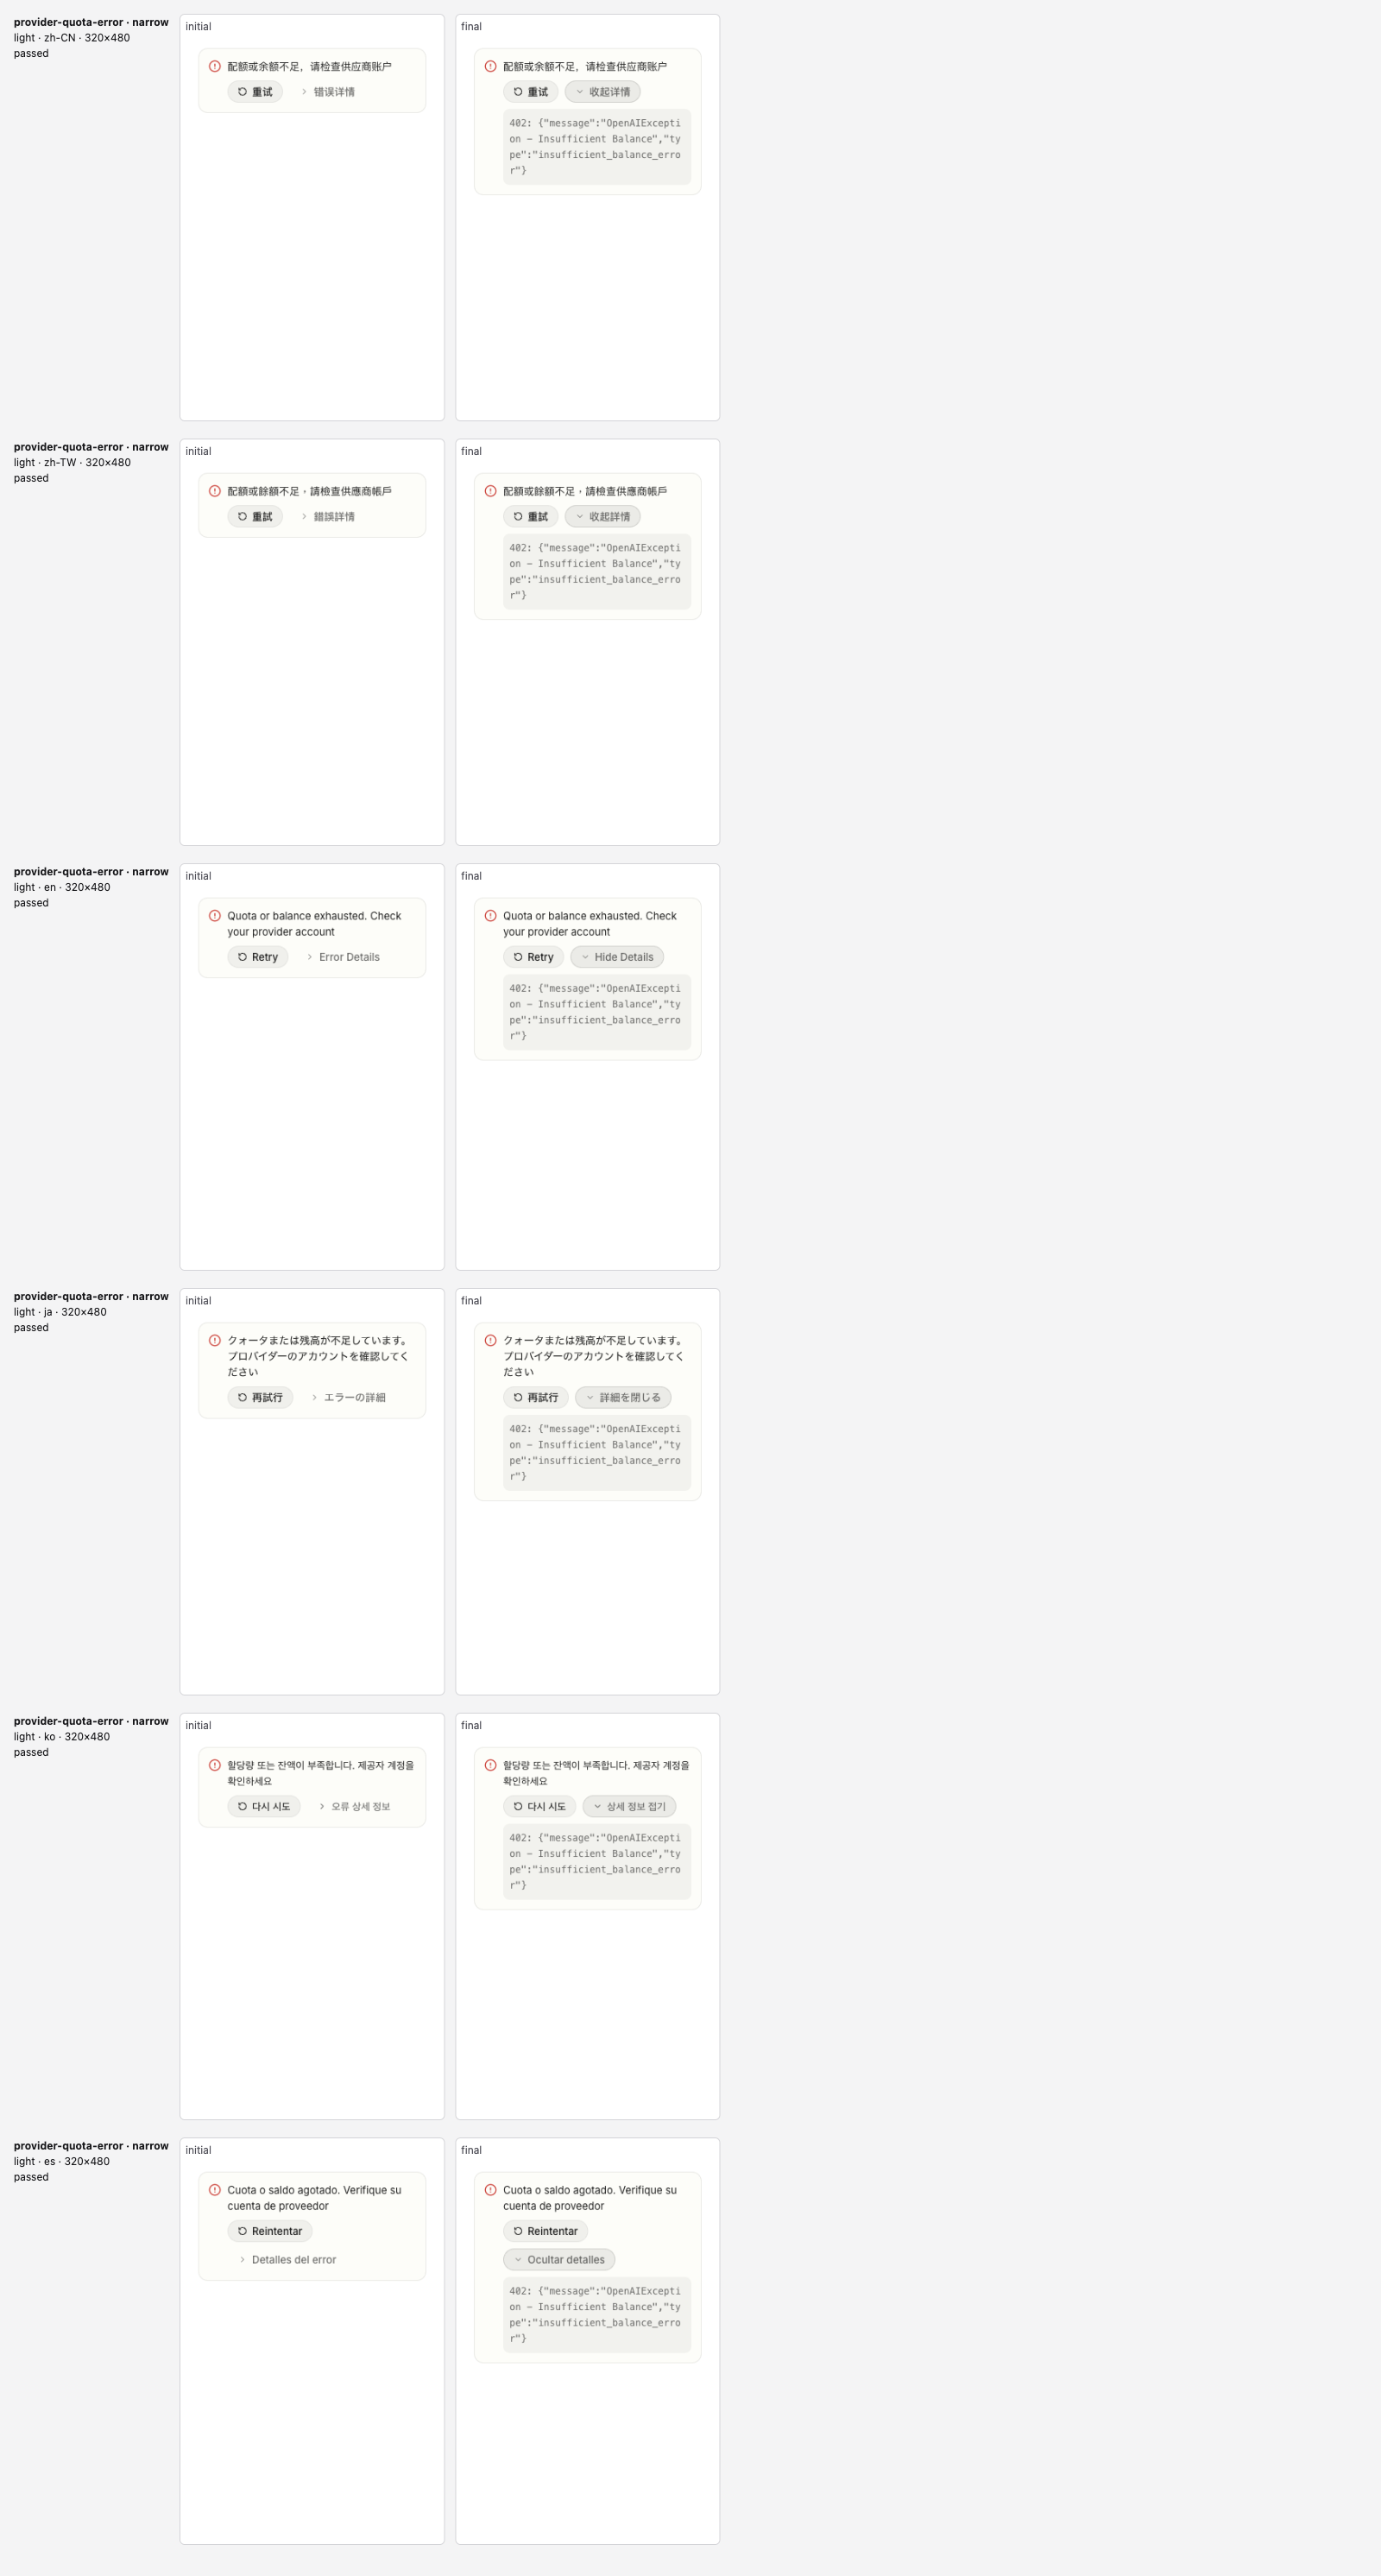 provider-quota-error · narrow
light · zh-CN · 320×480
passed
initial
配额或余额不足，请检查供应商账户
重试
错误详情
final
配额或余额不足，请检查供应商账户
重试
收起详情
402: {"message":"OpenAIExcepti
on – Insufficient Balance","ty
pe":"insufficient_balance_erro
r"}
provider-quota-error · narrow
light · zh-TW · 320×480
passed
initial
配額或餘額不足，請檢查供應商帳戶
重試
錯誤詳情
final
配額或餘額不足，請檢查供應商帳戶
重試
收起詳情
402: {"message":"OpenAIExcepti
on – Insufficient Balance","ty
pe":"insufficient_balance_erro
r"}
provider-quota-error · narrow
light · en · 320×480
passed
initial
Quota or balance exhausted. Check
your provider account
Retry
Error Details
final
Quota or balance exhausted. Check
your provider account
Retry
Hide Details
402: {"message":"OpenAIExcepti
on – Insufficient Balance","ty
pe":"insufficient_balance_erro
r"}
provider-quota-error · narrow
light · ja · 320×480
passed
initial
クォータまたは残高が不足しています。
プロバイダーのアカウントを確認してく
ださい
再試行
エラーの詳細
final
クォータまたは残高が不足しています。
プロバイダーのアカウントを確認してく
ださい
再試行
詳細を閉じる
402: {"message":"OpenAIExcepti
on – Insufficient Balance","ty
pe":"insufficient_balance_erro
r"}
provider-quota-error · narrow
light · ko · 320×480
passed
initial
할당량 또는 잔액이 부족합니다. 제공자 계정을
확인하세요
다시 시도
오류 상세 정보
final
할당량 또는 잔액이 부족합니다. 제공자 계정을
확인하세요
다시 시도
상세 정보 접기
402: {"message":"OpenAIExcepti
on – Insufficient Balance","ty
pe":"insufficient_balance_erro
r"}
provider-quota-error · narrow
light · es · 320×480
passed
initial
Cuota o saldo agotado. Verifique su
cuenta de proveedor
Reintentar
Detalles del error
final
Cuota o saldo agotado. Verifique su
cuenta de proveedor
Reintentar
Ocultar detalles
402: {"message":"OpenAIExcepti
on – Insufficient Balance","ty
pe":"insufficient_balance_erro
r"}